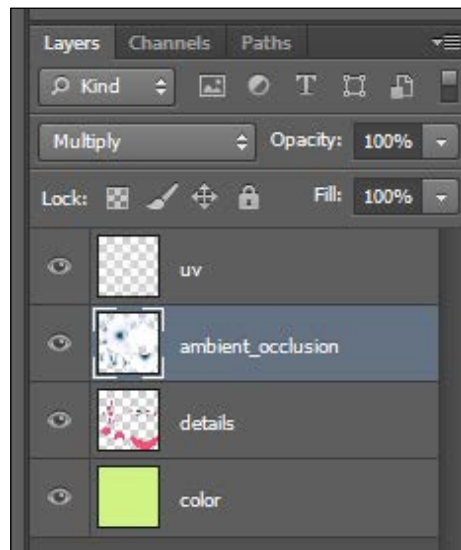 Layers Channels Paths
Kind T
Multiply Opacity: 100%
Lock: Fill: 100%
uv
ambient_occlusion
details
color